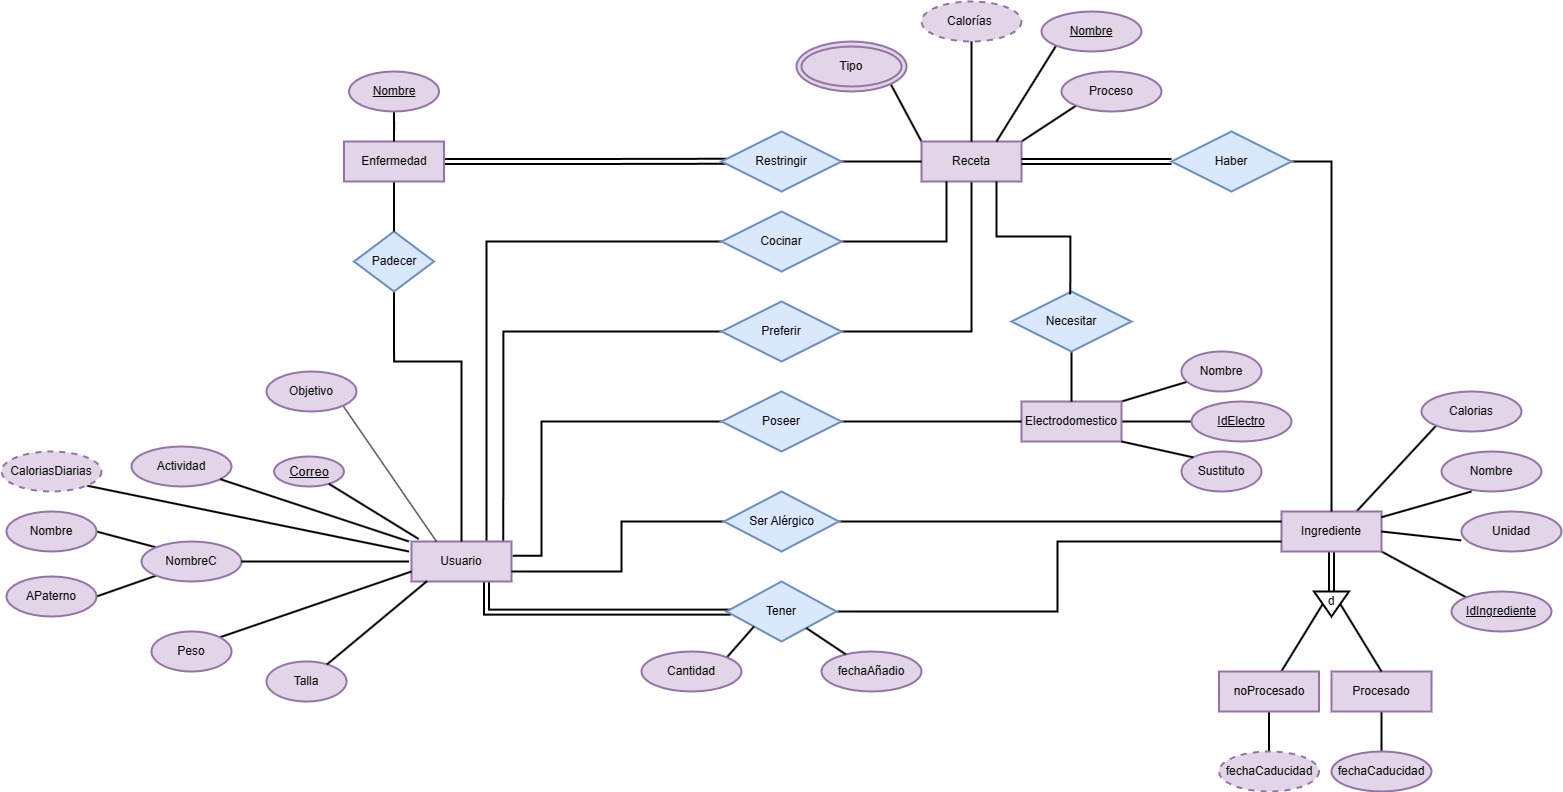 Calorías
Nombre
Tipo
Proceso
Nombre
Enfermedad
Restringir
Receta
Haber
Cocinar
Padecer
Preferir
Necesitar
Objetivo
Nombre
Calorias
Poseer
Electrodomestico
IdElectro
CaloriasDiarias
Actividad
Correo
Sustituto
Nombre
Nombre
Ser Alérgico
Ingrediente
Unidad
NombreC
Usuario
APaterno
Tener
d
IdIngrediente
Peso
Talla
Cantidad
fechaAñadio
noProcesado
Procesado
fechaCaducidad
fechaCaducidad